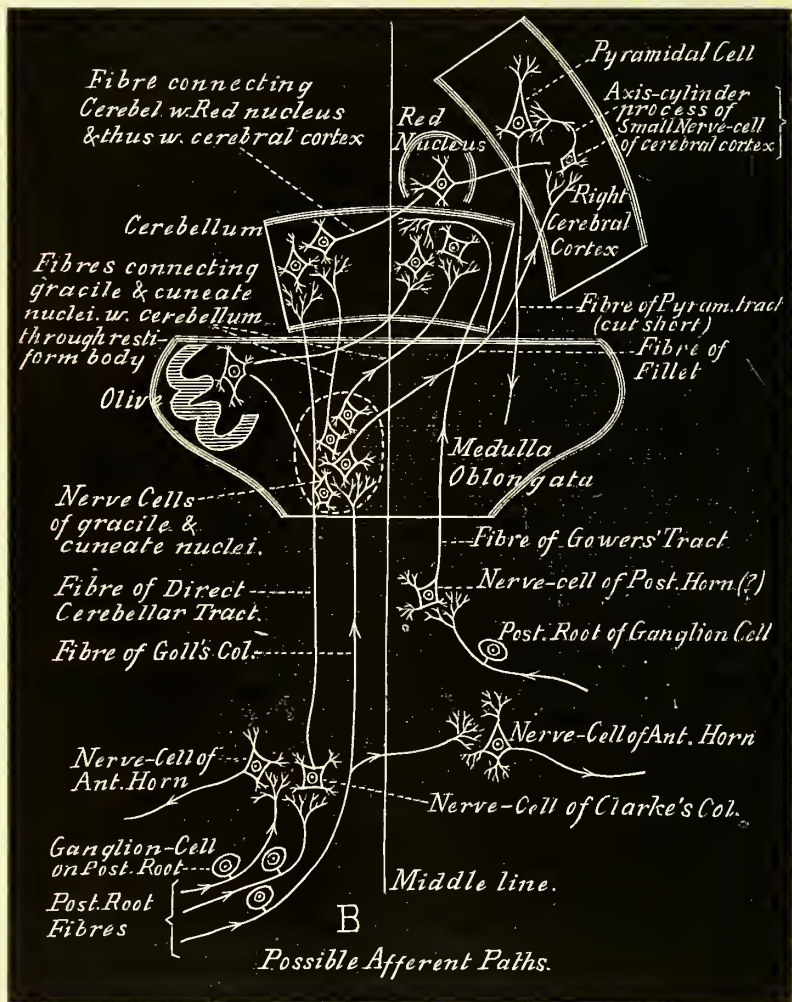 Pyramidal Cell
Fibre connecting
Cerebel. w. Red nucleus
& thus w. cerebral cortex
Axis-cylinder
process of
Small Nerve-cell
of cerebral cortex
Red
Nucleus
Right
Cerebral
Cortex
Cerebellum
Fibres connecting
gracile & cuneate
nuclei. w. cerebellum
through resti-
form body
Fibre of Pyram. tract
(cut short)
Fibre of
Fillet
Olive
Medulla
Oblongata
Nerve Cells
of gracile &
cuneate nuclei.
Fibre of Gowers' Tract
Fibre of Direct
Cerebellar Tract.
Nerve-cell of Post. Horn (?)
Post. Root of Ganglion Cell
Fibre of Goll's Col.
Nerve-Cell of Ant. Horn
Nerve-Cell of
Ant. Horn
Nerve-Cell of Clarke's Col.
Ganglion-Cell
on Post. Root
Middle line.
Post. Root
Fibres
B
Possible Afferent Paths.